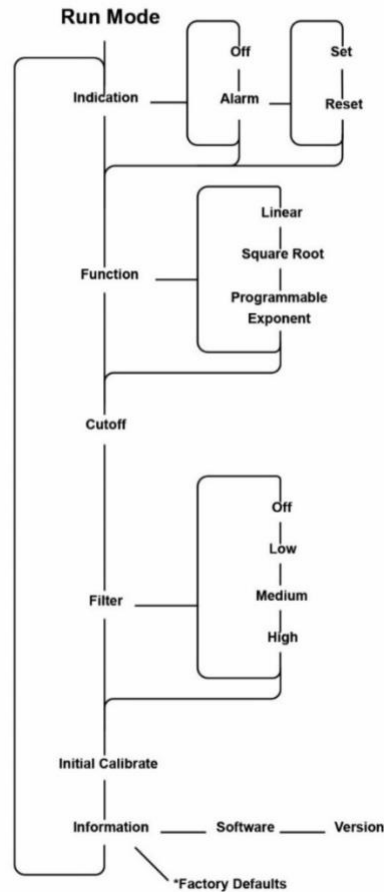 Run Mode
Off
Set
Indication
Alarm
Reset
Linear
Function
Square Root
Programmable
Exponent
Cutoff
Off
Low
Filter
Medium
High
Initial Calibrate
Information
Software
Version
*Factory Defaults